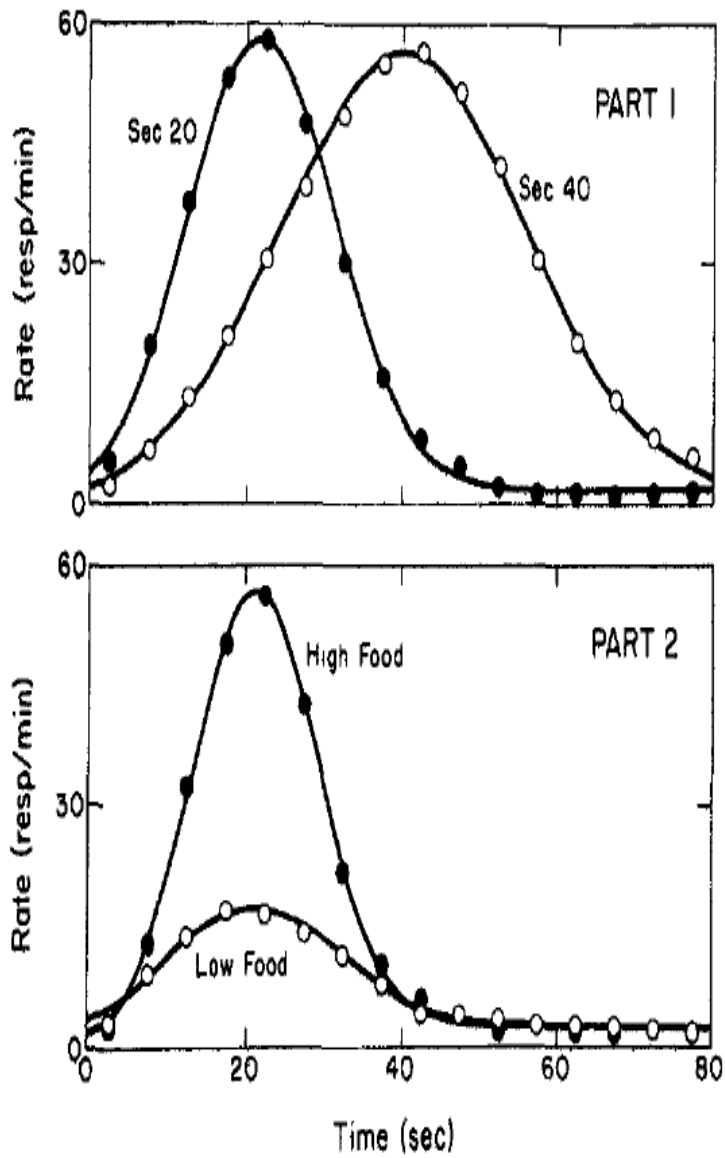 60
PART 1
Sec 20
Sec 40
30
Rate (resp/min)
0
60
PART 2
High Food
30
Rate (resp/min)
Low Food
0
0 20 40 60 80
Time (sec)